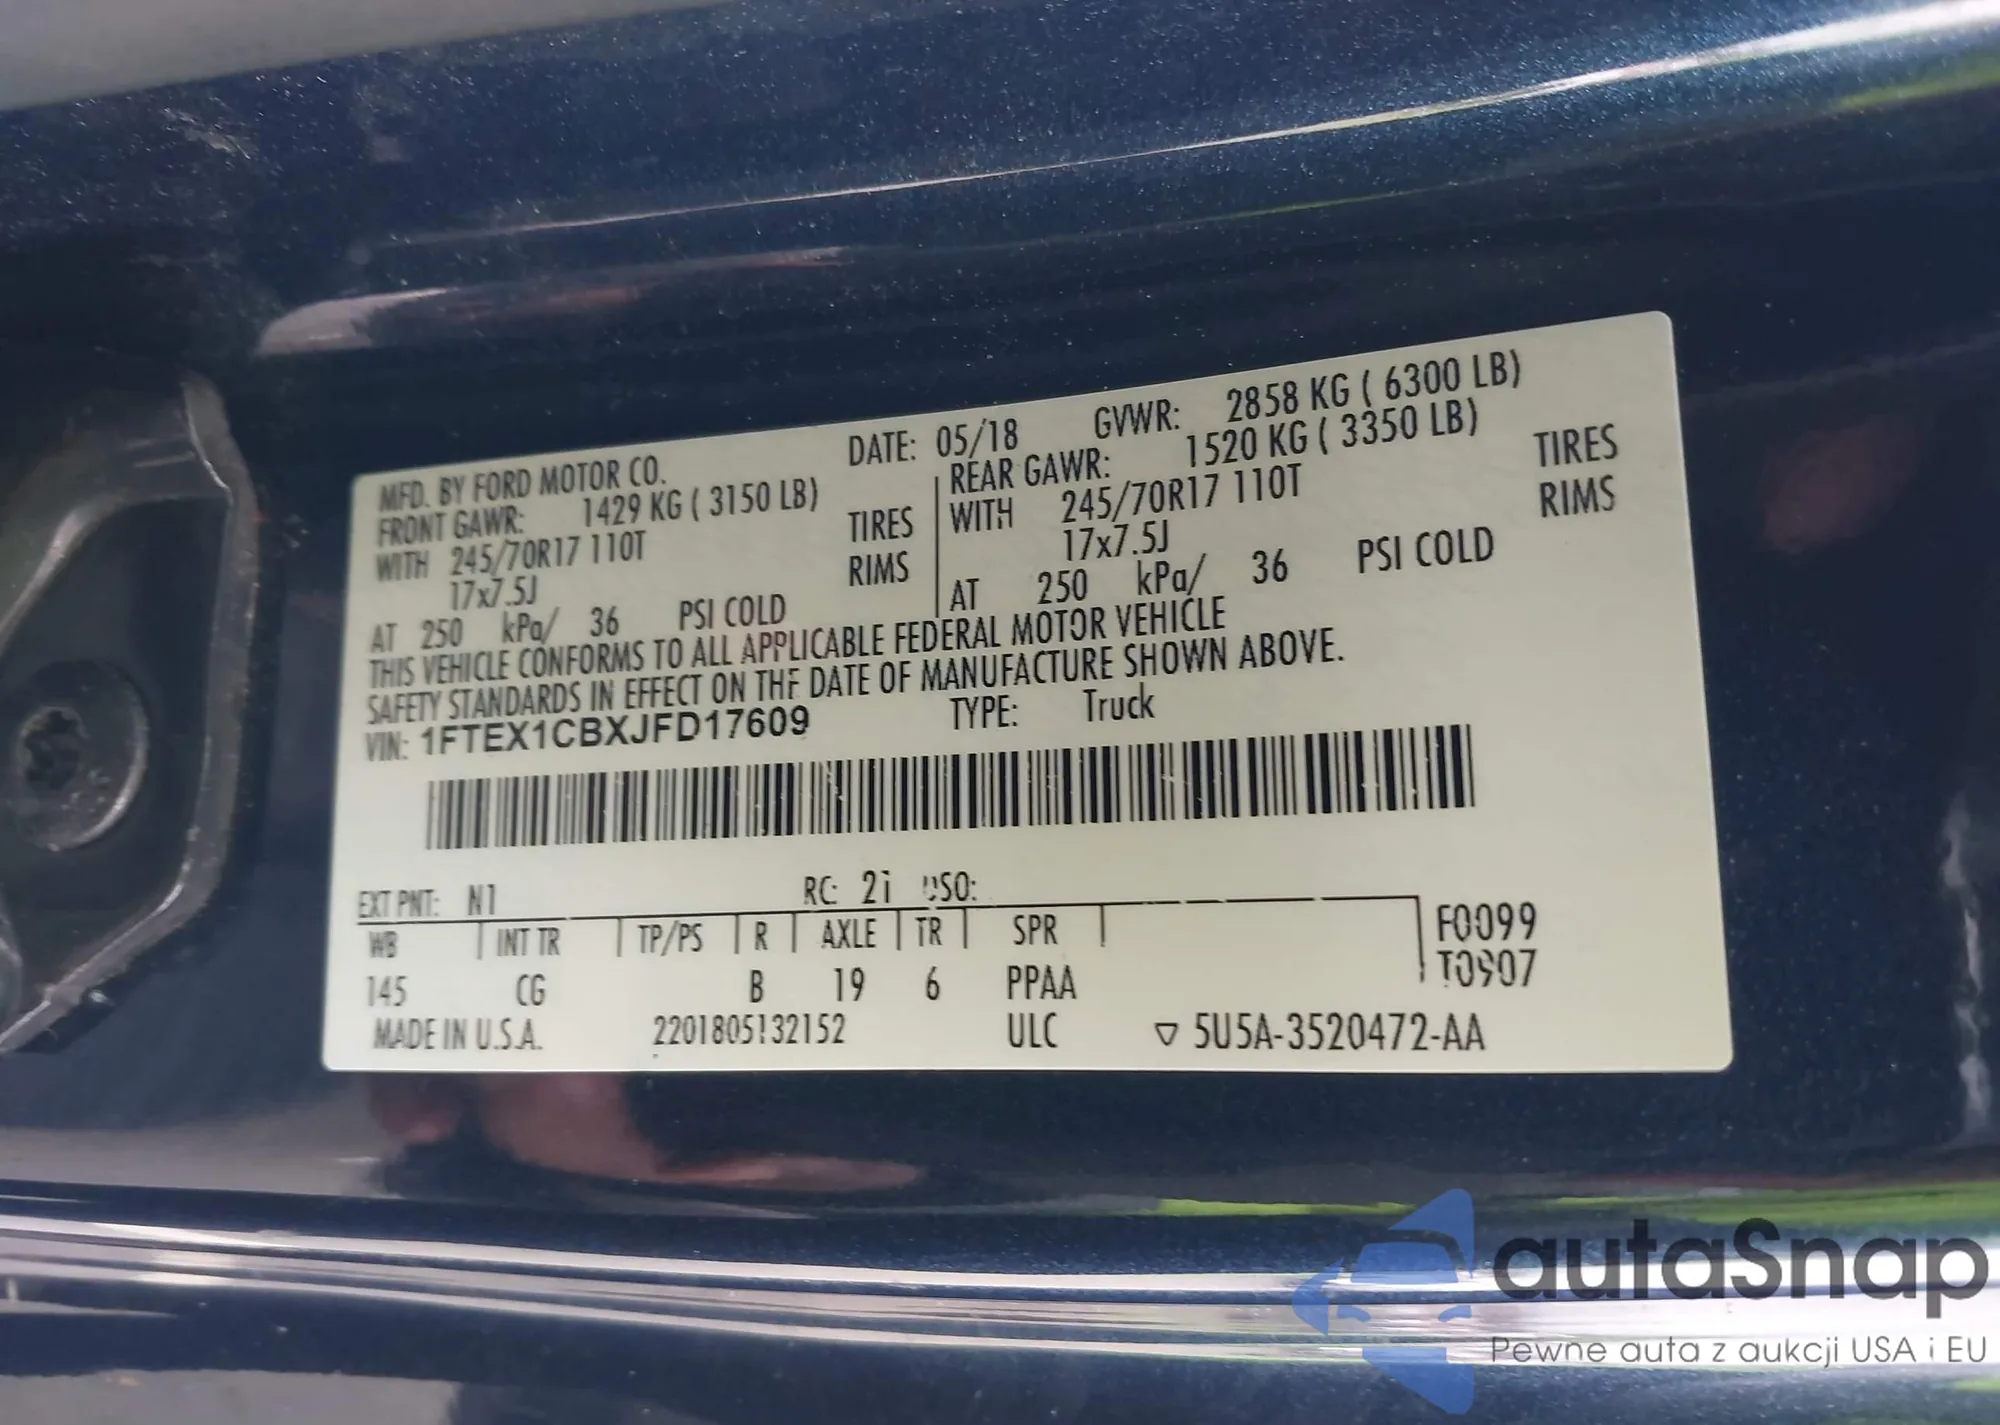 MFD. BY FORD MOTOR CO. DATE: 05/18 GVWR: 2858 KG ( 6300 LB)
FRONT GAWR: 1429 KG ( 3150 LB) REAR GAWR: 1520 KG ( 3350 LB)
WITH 245/70R17 110T TIRES WITH 245/70R17 110T TIRES
17x7.5J RIMS 17x7.5J RIMS
AT 250 kPa/ 36 PSI COLD AT 250 kPa/ 36 PSI COLD
THIS VEHICLE CONFORMS TO ALL APPLICABLE FEDERAL MOTOR VEHICLE
SAFETY STANDARDS IN EFFECT ON THE DATE OF MANUFACTURE SHOWN ABOVE.
VIN: 1FTEX1CBXJFD17609 TYPE: Truck
EXT PNT: N1 RC: 21 DSO:
WB INT TR TP/PS R AXLE TR SPR F0099
145 CG B 19 6 PPAA T0907
MADE IN U.S.A. 2201805132152 ULC ▽ 5U5A-3520472-AA
autaSnap
Pewne auta z aukcji USA i EU